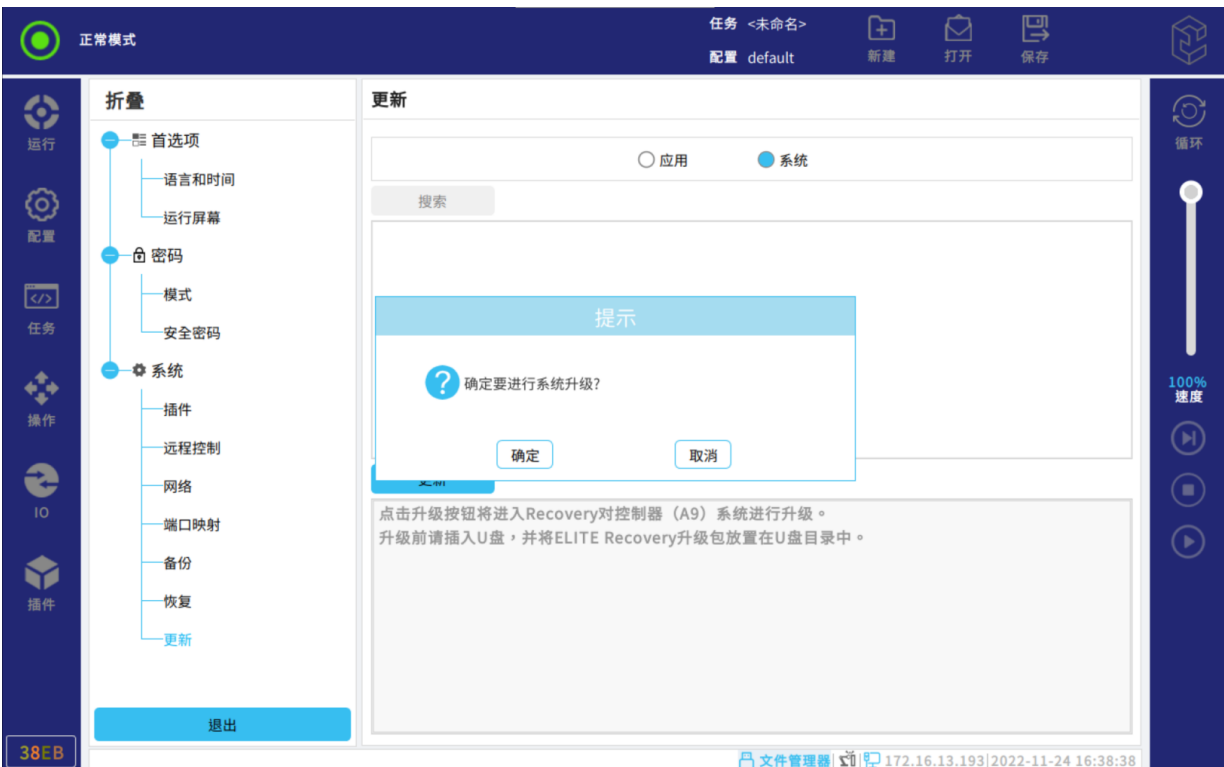 正常模式
任务 <未命名>
配置 default
新建
打开
保存
运行
配置
任务
操作
IO
插件
38EB
折叠
首选项
语言和时间
运行屏幕
密码
模式
安全密码
系统
插件
远程控制
网络
端口映射
备份
恢复
更新
退出
更新
应用
系统
搜索
提示
确定要进行系统升级?
确定
取消
更新
点击升级按钮将进入Recovery对控制器（A9）系统进行升级。
升级前请插入U盘，并将ELITE Recovery升级包放置在U盘目录中。
循环
100%
速度
文件管理器
172.16.13.193
2022-11-24 16:38:38